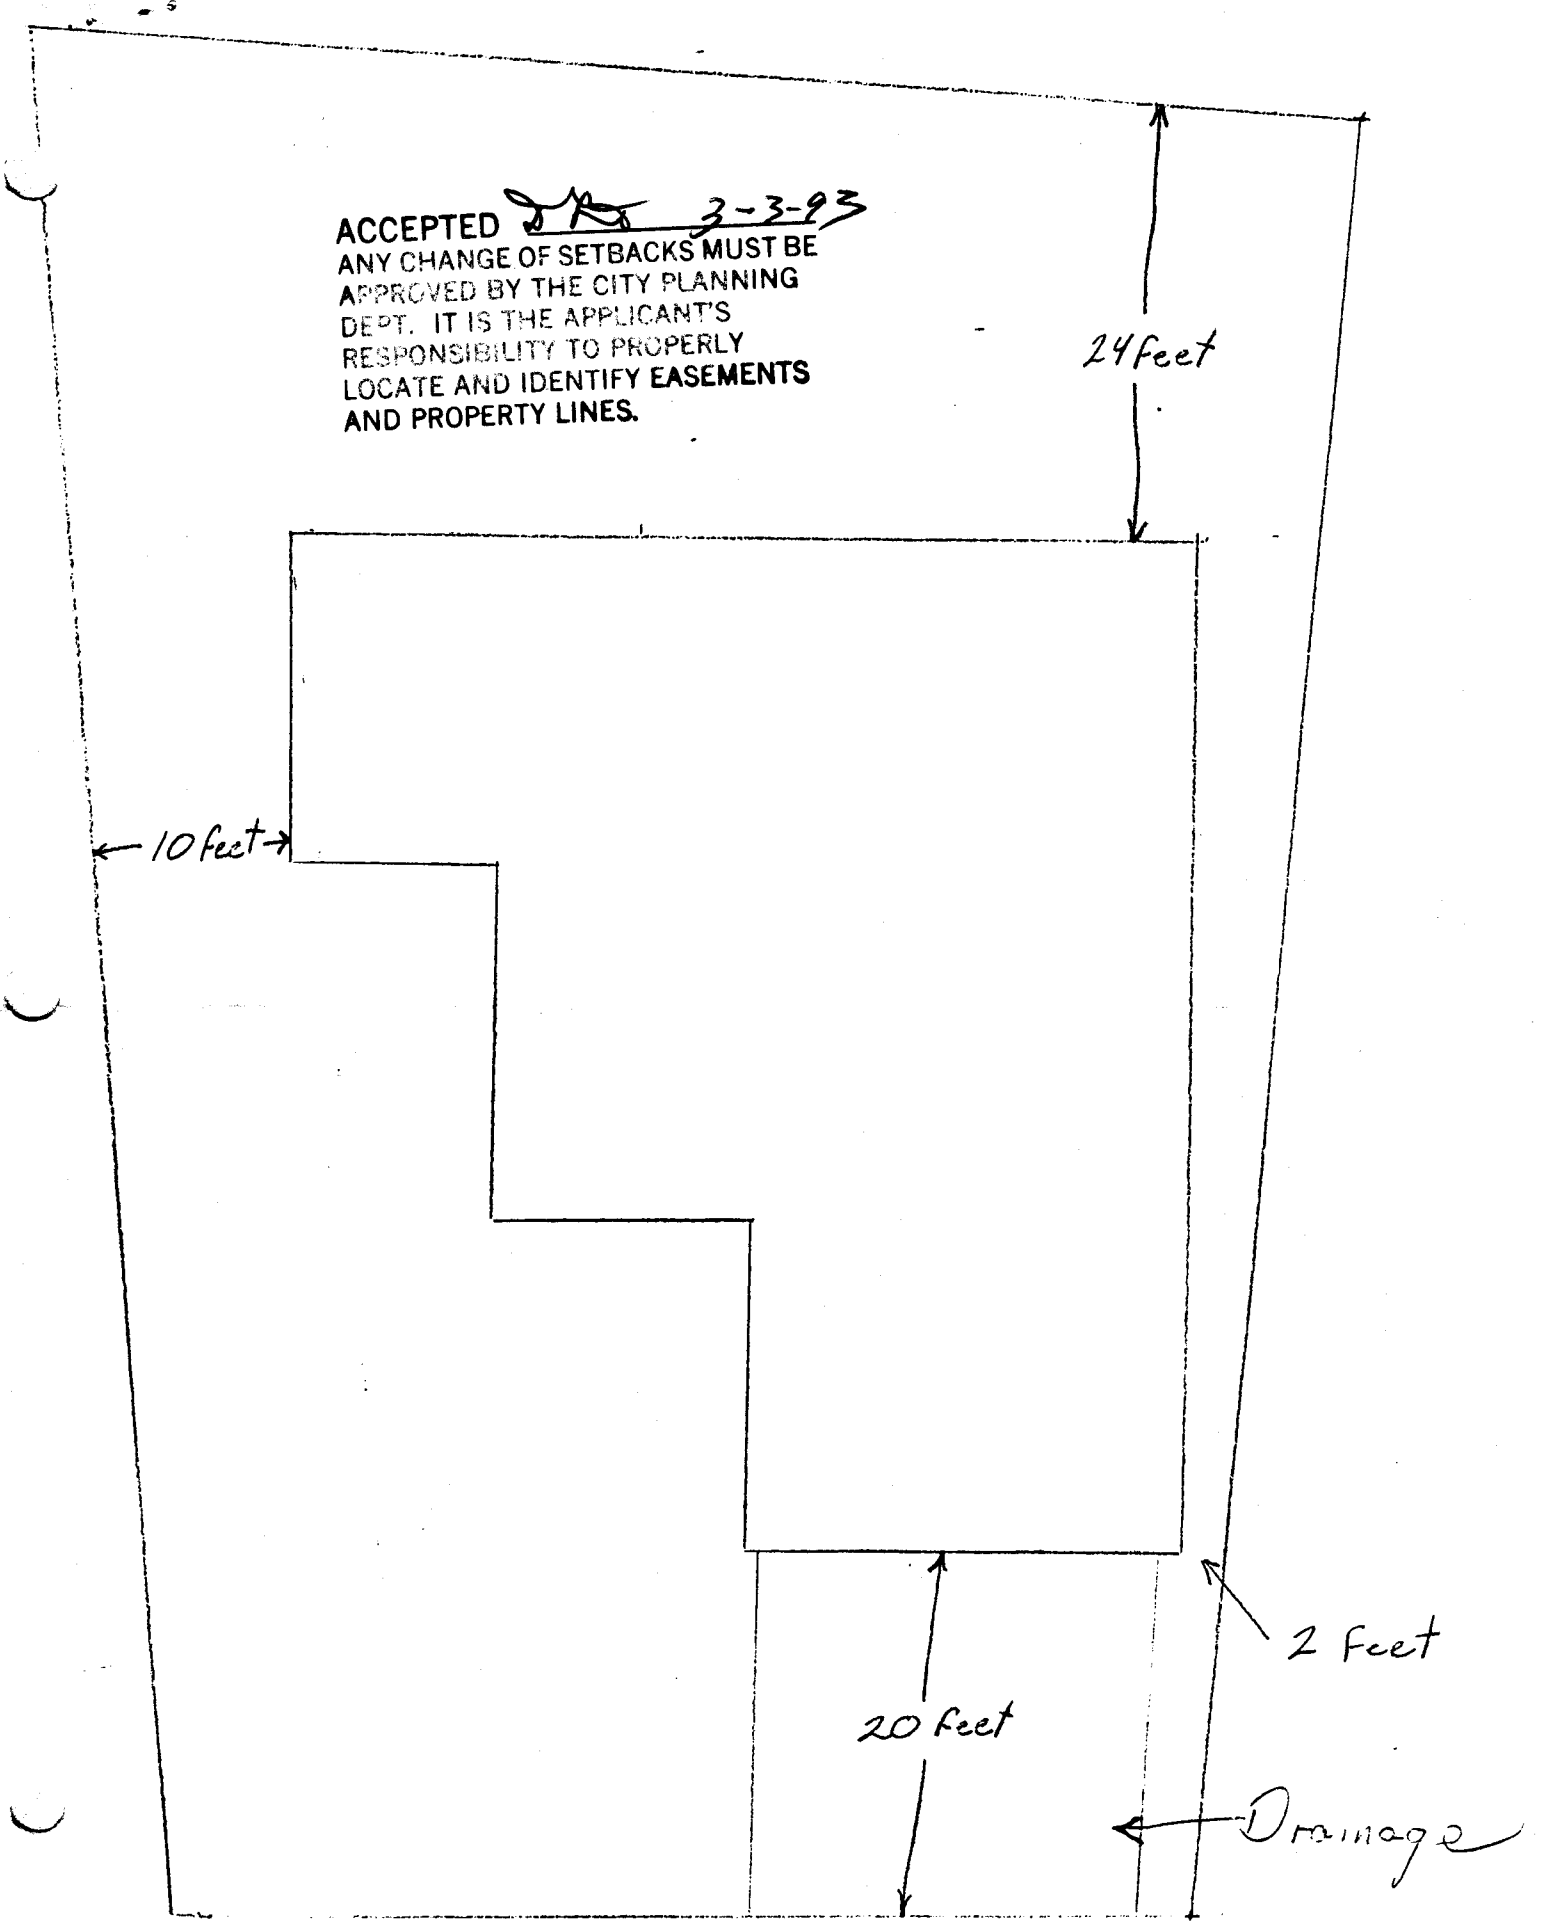 ACCEPTED 3-3-93
ANY CHANGE OF SETBACKS MUST BE
APPROVED BY THE CITY PLANNING
DEPT. IT IS THE APPLICANT'S
RESPONSIBILITY TO PROPERLY
LOCATE AND IDENTIFY EASEMENTS
AND PROPERTY LINES.
24 feet
10 feet
2 feet
20 feet
Drainage